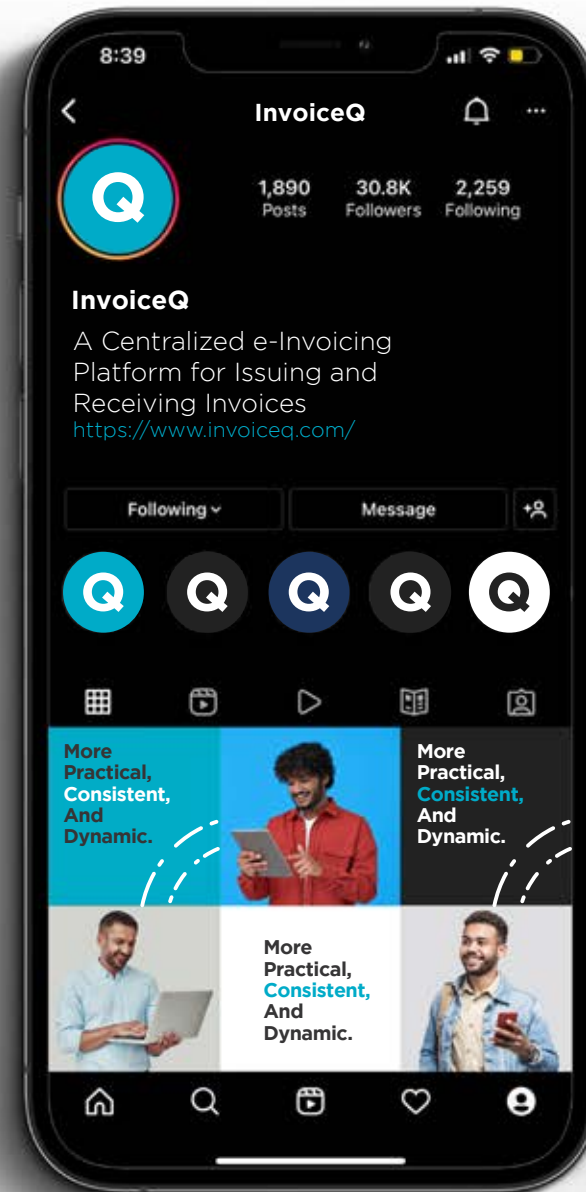 8:39
InvoiceQ
Q
1,890 30.8K 2,259
Posts Followers Following
InvoiceQ
A Centralized e-Invoicing
Platform for Issuing and
Receiving Invoices
https://www.invoiceq.com/
Following Message
Q Q Q Q Q
More
Practical,
Consistent,
And
Dynamic.
More
Practical,
Consistent,
And
Dynamic.
More
Practical,
Consistent,
And
Dynamic.